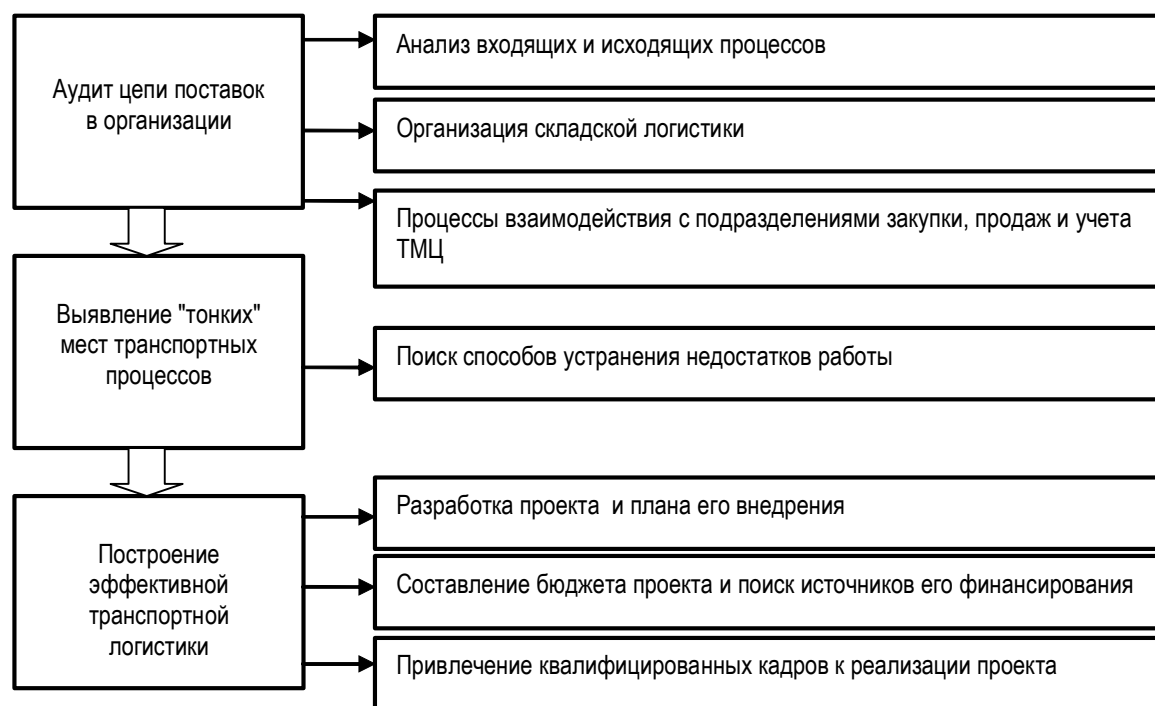 Аудит цепи поставок
в организации
Анализ входящих и исходящих процессов
Организация складской логистики
Процессы взаимодействия с подразделениями закупки, продаж и учета
ТМЦ
Выявление "тонких"
мест транспортных
процессов
Поиск способов устранения недостатков работы
Построение
эффективной
транспортной
логистики
Разработка проекта и плана его внедрения
Составление бюджета проекта и поиск источников его финансирования
Привлечение квалифицированных кадров к реализации проекта